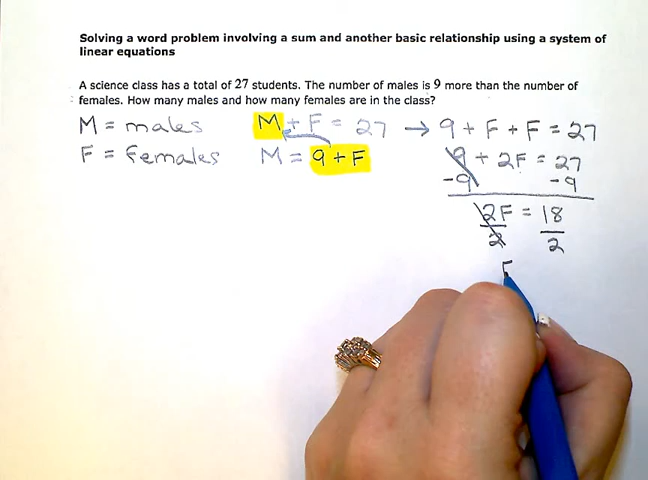 Solving a word problem involving a sum and another basic relationship using a system of
linear equations
A science class has a total of 27 students. The number of males is 9 more than the number of
females. How many males and how many females are in the class?
M = males
F = females
M + F = 27
M = 9 + F
→ 9 + F + F = 27
9 + 2F = 27
-9 -9
2F = 18
2 2
F